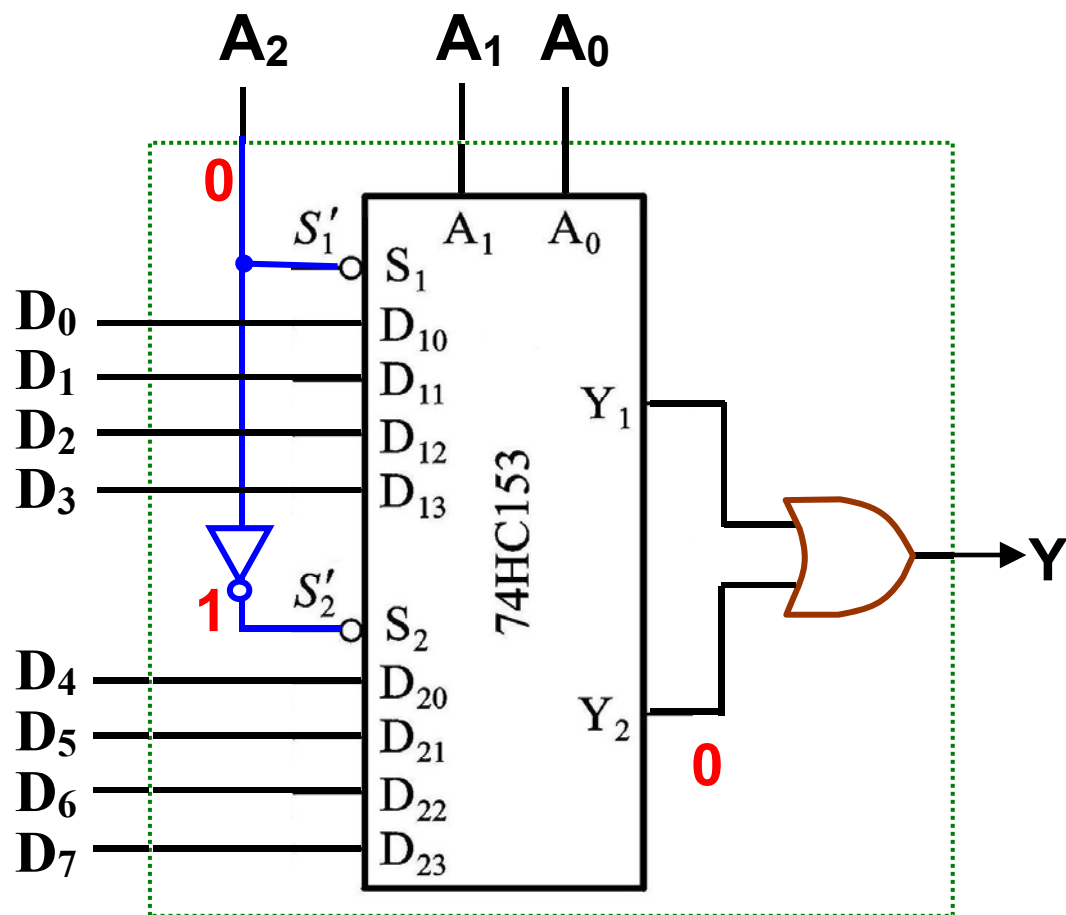 A₂ A₁ A₀
0
S₁′ A₁ A₀
S₁
D₀ D₁₀
D₁ D₁₁
Y₁
D₂ D₁₂
D₃ D₁₃
74HC153
Y
1 S₂′
S₂
D₄ D₂₀
Y₂
D₅ D₂₁
0
D₆ D₂₂
D₇ D₂₃